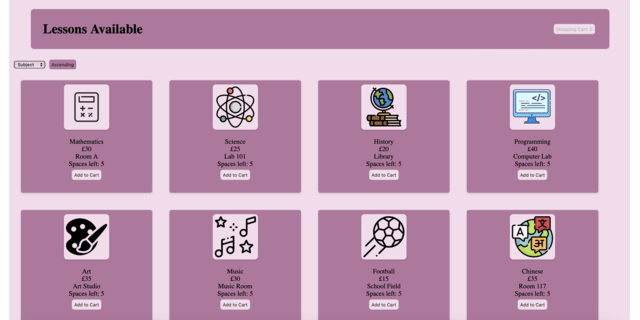 Lessons Available
Shopping Cart 0
Subject
Ascending
Mathematics
£30
Room A
Spaces left: 5
Add to Cart
Science
£25
Lab 101
Spaces left: 5
Add to Cart
History
£20
Library
Spaces left: 5
Add to Cart
Programming
£40
Computer Lab
Spaces left: 5
Add to Cart
Art
£35
Art Studio
Spaces left: 5
Add to Cart
Music
£30
Music Room
Spaces left: 5
Add to Cart
Football
£15
School Field
Spaces left: 5
Add to Cart
A
文
अ
Chinese
£35
Room 117
Spaces left: 5
Add to Cart